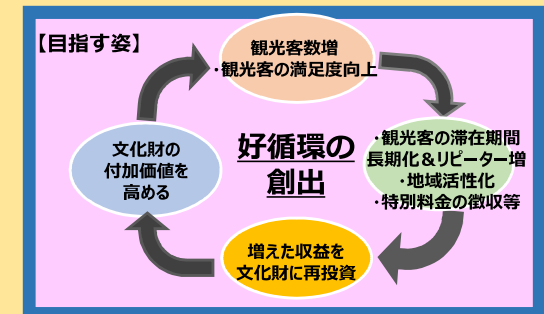 【目指す姿】
観光客数増
・観光客の満足度向上
・観光客の滞在期間
長期化＆リピーター増
・地域活性化
・特別料金の徴収等
増えた収益を
文化財に再投資
文化財の
付加価値を
高める
好循環の
創出